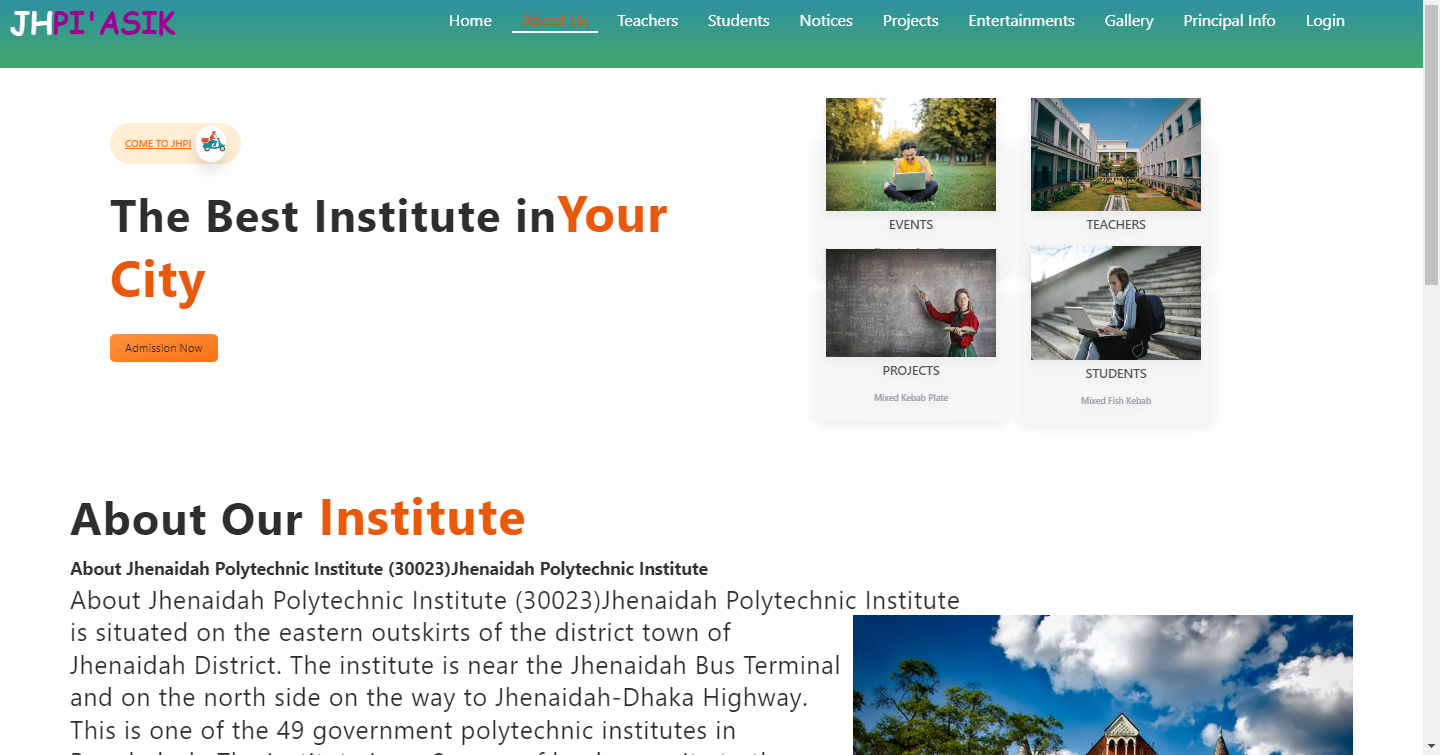 JHPI'ASIK
Home About Us Teachers Students Notices Projects Entertainments Gallery Principal Info Login
COME TO JHPI
The Best Institute inYour
City
Admission Now
EVENTS
TEACHERS
PROJECTS
Mixed Kebab Plate
STUDENTS
Mixed Fish Kebab
About Our Institute
About Jhenaidah Polytechnic Institute (30023)Jhenaidah Polytechnic Institute
About Jhenaidah Polytechnic Institute (30023)Jhenaidah Polytechnic Institute
is situated on the eastern outskirts of the district town of
Jhenaidah District. The institute is near the Jhenaidah Bus Terminal
and on the north side on the way to Jhenaidah-Dhaka Highway.
This is one of the 49 government polytechnic institutes in